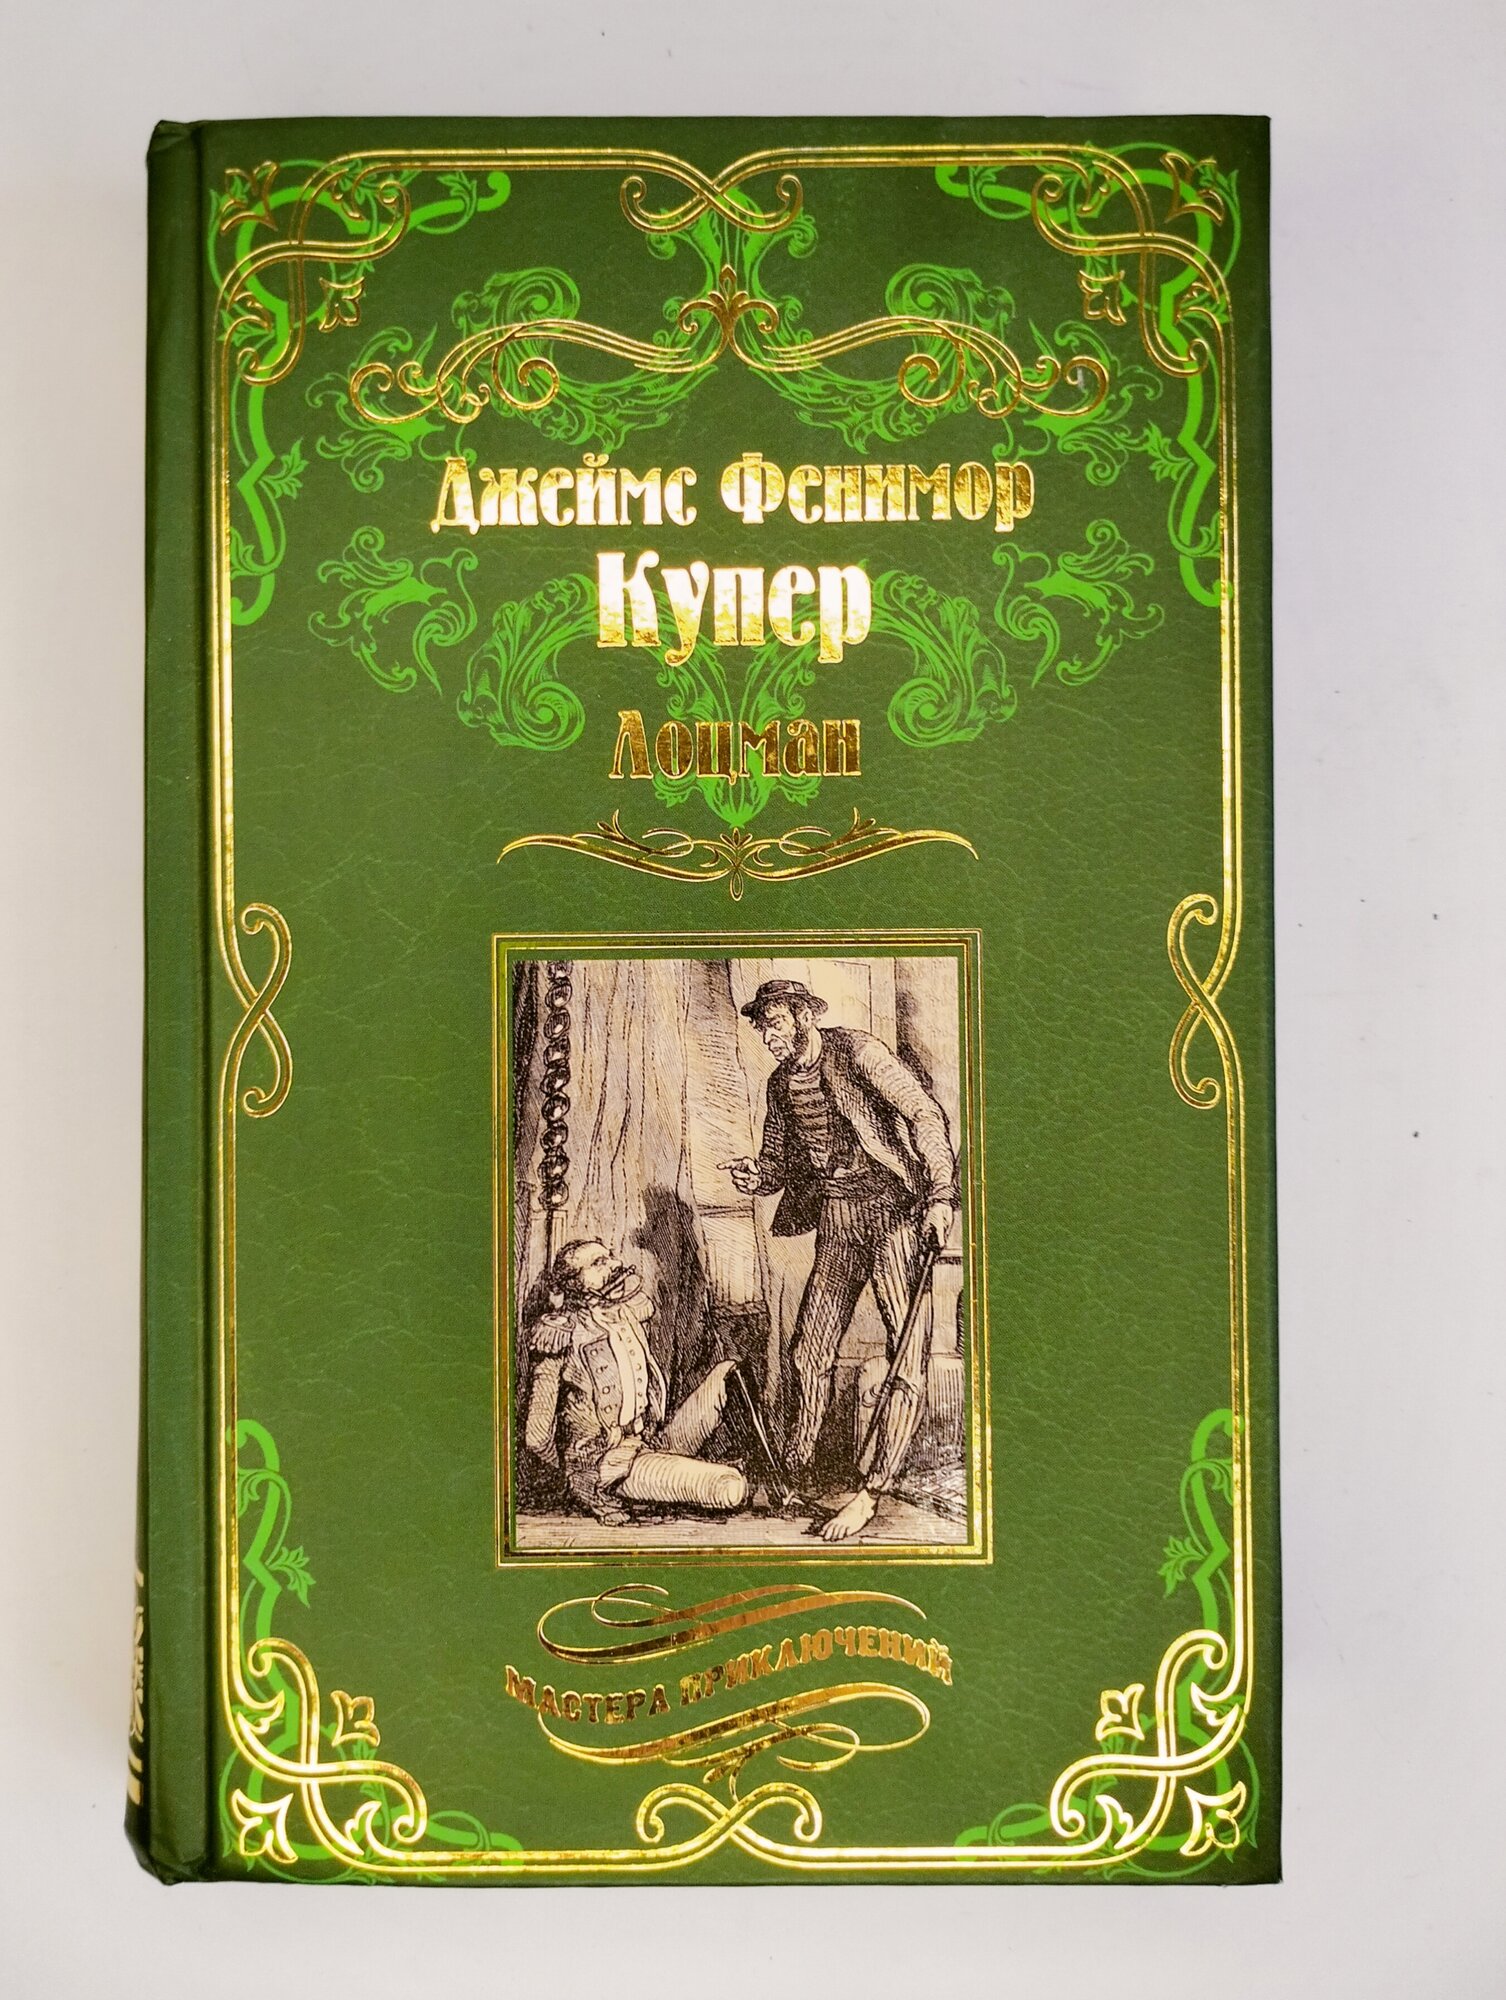 Джеймс Фенимор
Купер
Лоцман
МАСТЕРА ПРИКЛЮЧЕНИЙ